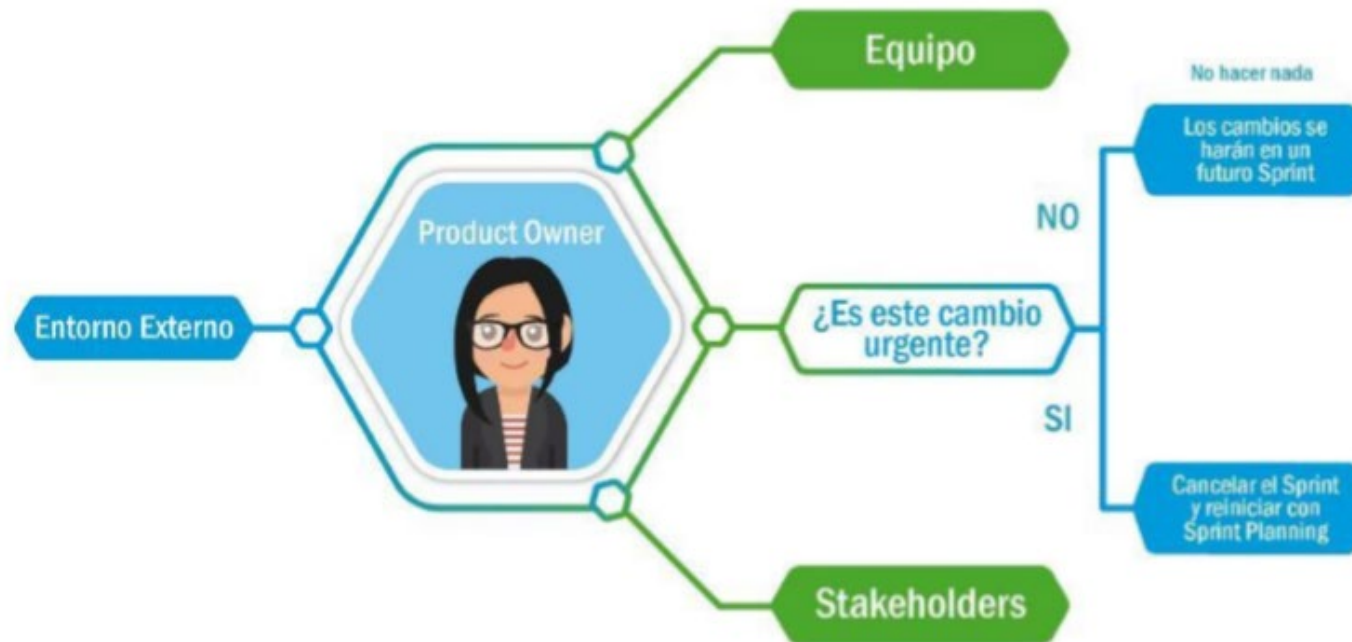 Equipo
No hacer nada
Los cambios se
harán en un
futuro Sprint
NO
Product Owner
Entorno Externo
¿Es este cambio
urgente?
SI
Cancelar el Sprint
y reiniciar con
Sprint Planning
Stakeholders